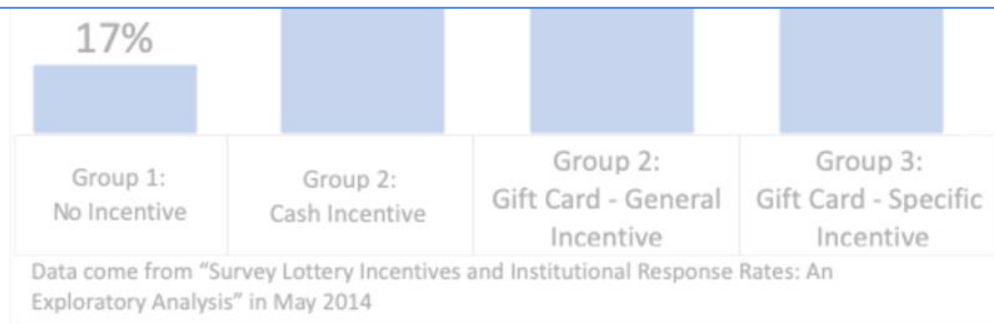 17%
Group 1:
No Incentive
Group 2:
Cash Incentive
Group 2:
Gift Card - General
Incentive
Group 3:
Gift Card - Specific
Incentive
Data come from “Survey Lottery Incentives and Institutional Response Rates: An
Exploratory Analysis” in May 2014